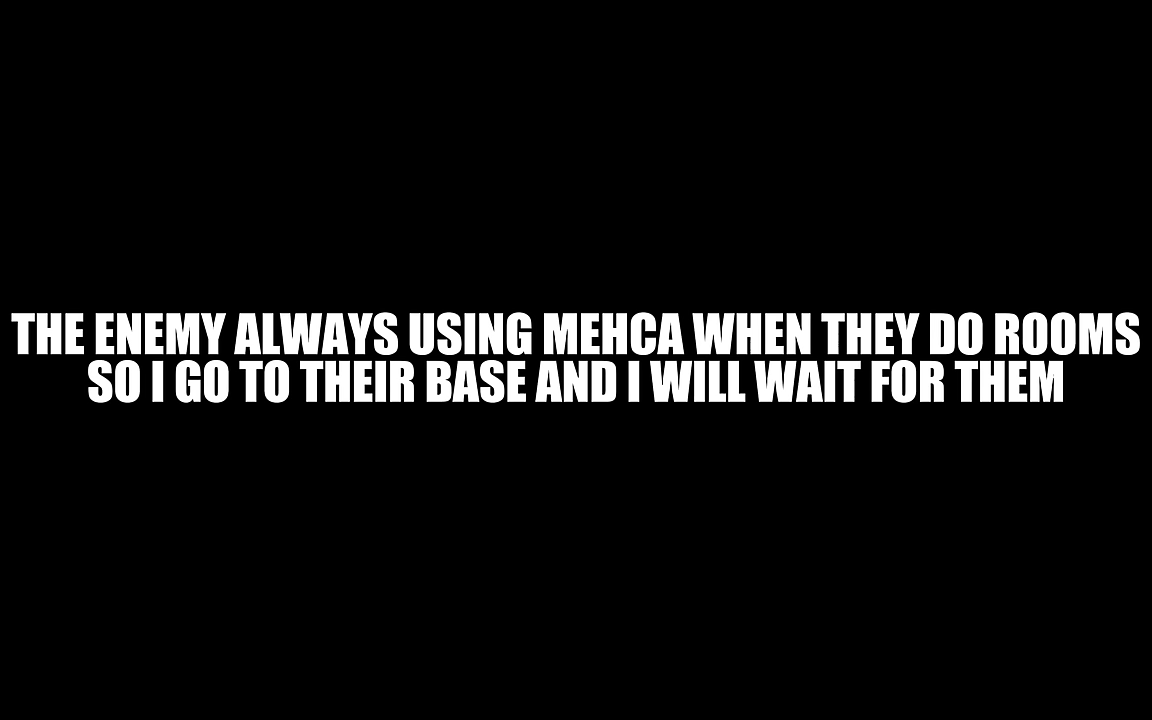 THE ENEMY ALWAYS USING MEHCA WHEN THEY DO ROOMS
SO I GO TO THEIR BASE AND I WILL WAIT FOR THEM